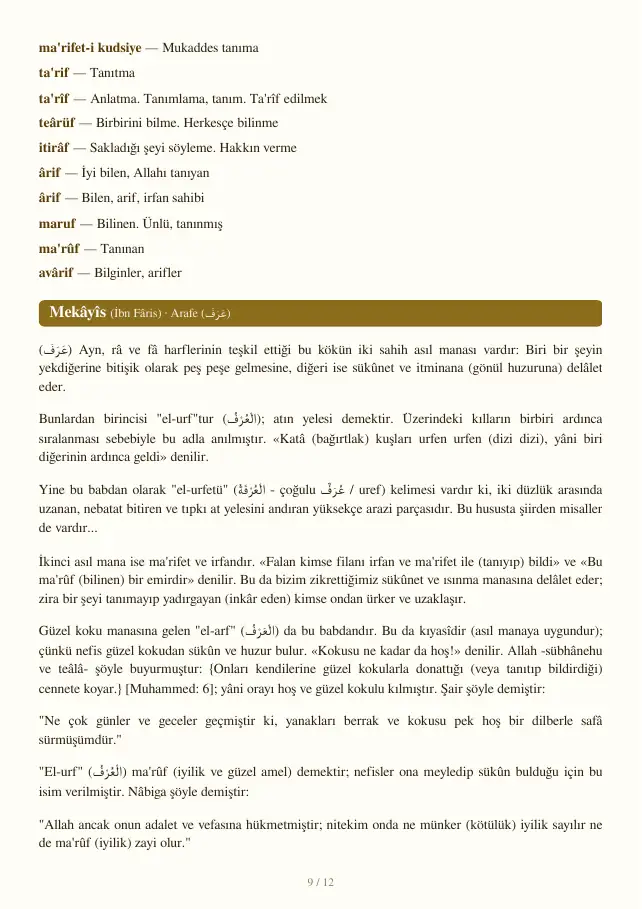 ma'rifet-i kudsiye — Mukaddes tanıma
ta'rif — Tanıtma
ta'rîf — Anlatma. Tanımlama, tanım. Ta'rîf edilmek
teârüf — Birbirini bilme. Herkesçe bilinme
itirâf — Sakladığı şeyi söyleme. Hakkın verme
ârif — İyi bilen, Allahı tanıyan
ârif — Bilen, arif, irfan sahibi
maruf — Bilinen. Ünlü, tanınmış
ma'rûf — Tanınan
avârif — Bilginler, arifler
Mekâyîs (İbn Fâris) · Arafe (عَرَفَ)
(عَرَفَ) Ayn, râ ve fâ harflerinin teşkil ettiği bu kökün iki sahih asıl manası vardır: Biri bir şeyin
yekdiğerine bitişik olarak peş peşe gelmesine, diğeri ise sükûnet ve itminana (gönül huzuruna) delâlet
eder.
Bunlardan birincisi "el-urf"tur (الْعُرْفُ); atın yelesi demektir. Üzerindeki kılların birbiri ardınca
sıralanması sebebiyle bu adla anılmıştır. «Katâ (bağırtlak) kuşları urfen urfen (dizi dizi), yâni biri
diğerinin ardınca geldi» denilir.
Yine bu babdan olarak "el-urfetü" (الْعُرْفَةُ - çoğulu عُرَفٌ / uref) kelimesi vardır ki, iki düzlük arasında
uzanan, nebatat bitiren ve tıpkı at yelesini andıran yüksekçe arazi parçasıdır. Bu hususta şiirden misaller
de vardır...
İkinci asıl mana ise ma'rifet ve irfandır. «Falan kimse filanı irfan ve ma'rifet ile (tanıyıp) bildi» ve «Bu
ma'rûf (bilinen) bir emirdir» denilir. Bu da bizim zikrettiğimiz sükûnet ve ısınma manasına delâlet eder;
zira bir şeyi tanımayıp yadırgayan (inkâr eden) kimse ondan ürker ve uzaklaşır.
Güzel koku manasına gelen "el-arf" (الْعَرْفُ) da bu babdandır. Bu da kıyasîdir (asıl manaya uygundur);
çünkü nefis güzel kokudan sükûn ve huzur bulur. «Kokusu ne kadar da hoş!» denilir. Allah -sübhânehu
ve teâlâ- şöyle buyurmuştur: {Onları kendilerine güzel kokularla donattığı (veya tanıtıp bildirdiği)
cennete koyar.} [Muhammed: 6]; yâni orayı hoş ve güzel kokulu kılmıştır. Şair şöyle demiştir:
"Ne çok günler ve geceler geçmiştir ki, yanakları berrak ve kokusu pek hoş bir dilberle safâ
sürmüşümdür."
"El-urf" (الْعُرْفُ) ma'rûf (iyilik ve güzel amel) demektir; nefisler ona meyledip sükûn bulduğu için bu
isim verilmiştir. Nâbiga şöyle demiştir:
"Allah ancak onun adalet ve vefasına hükmetmiştir; nitekim onda ne münker (kötülük) iyilik sayılır ne
de ma'rûf (iyilik) zayi olur."
9 / 12